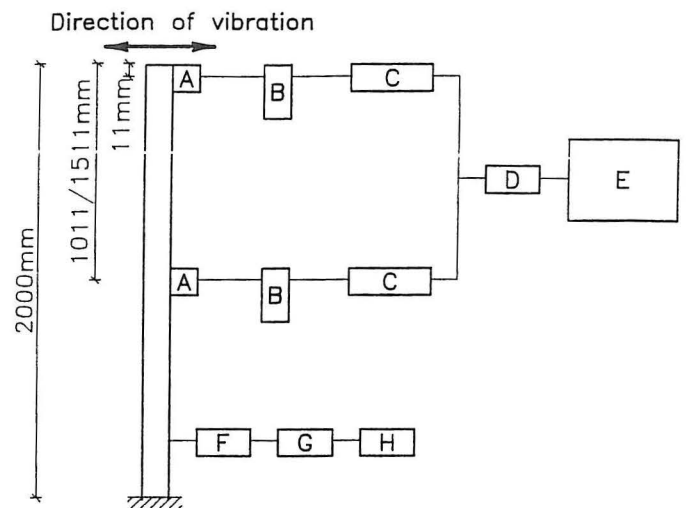 Direction of vibration
A
B
C
11mm
1011/1511mm
2000mm
D
E
A
B
C
F
G
H